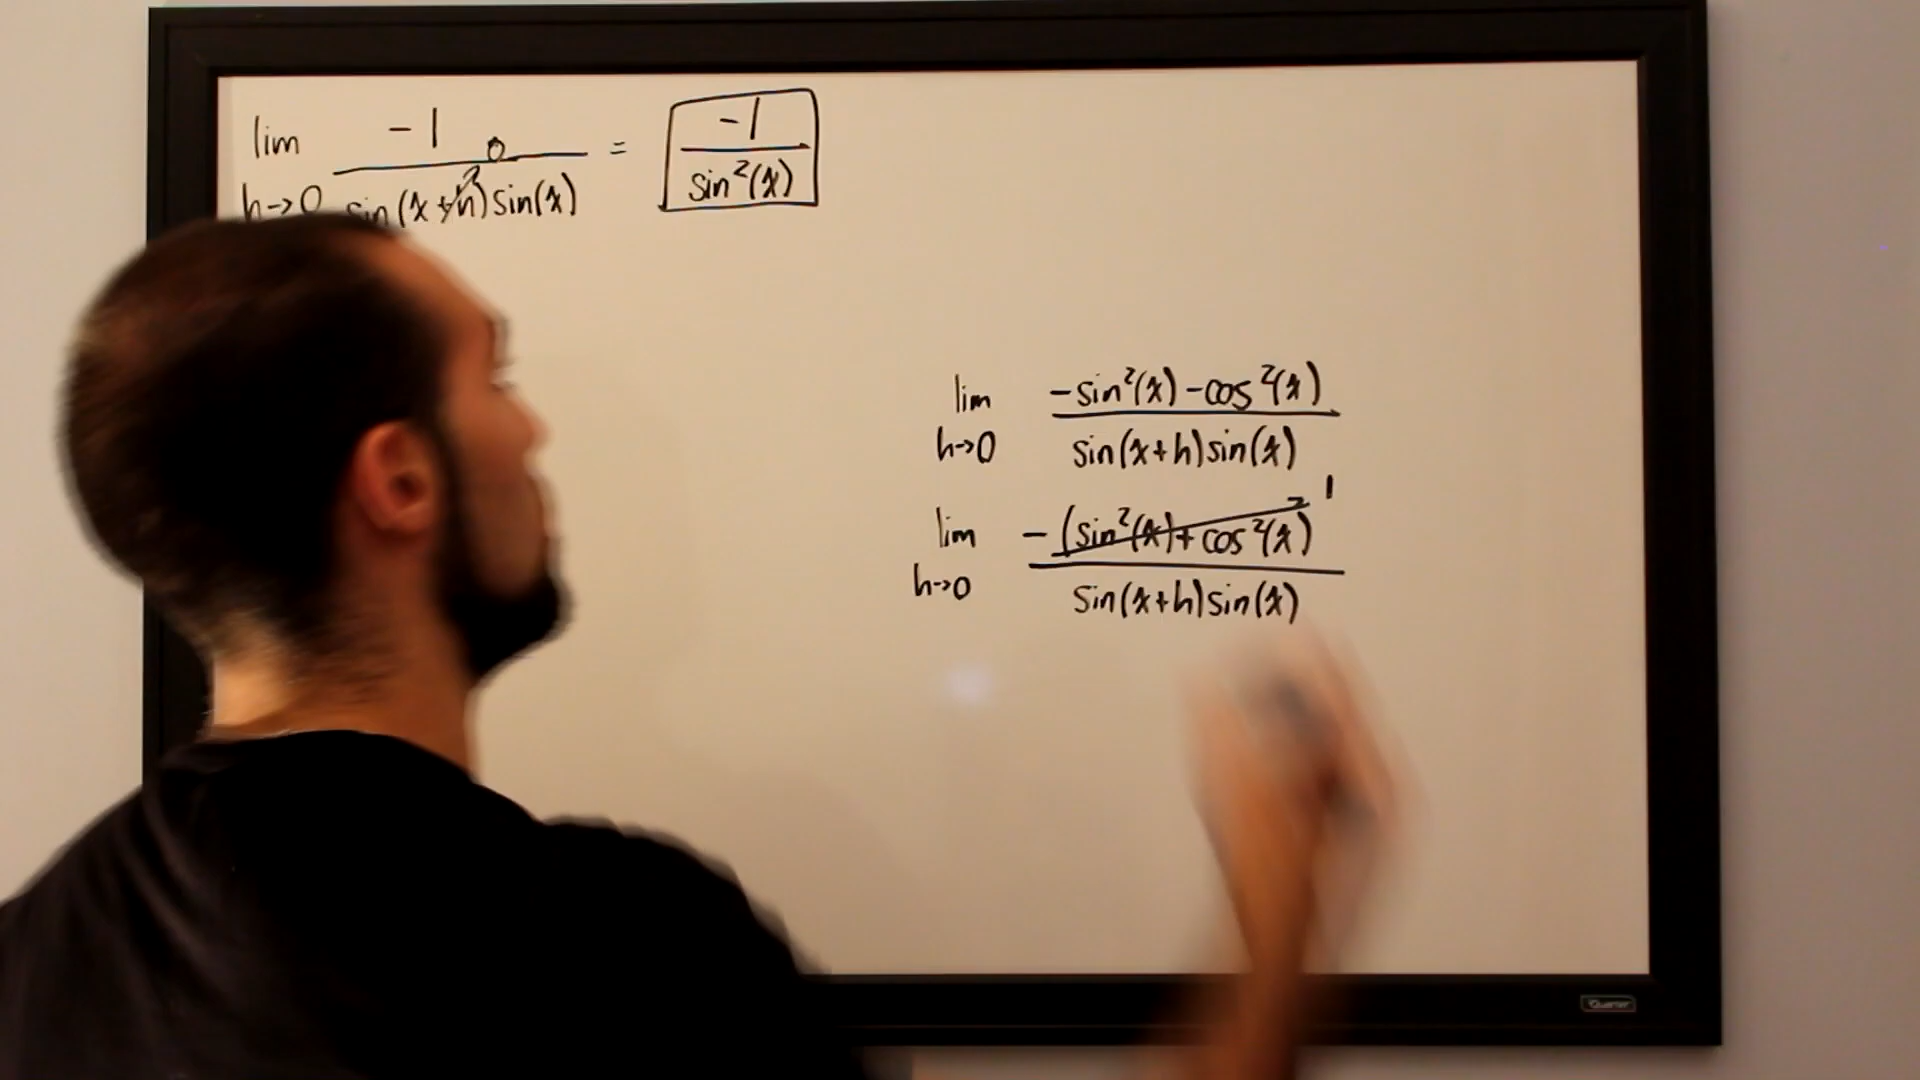 lim -1 0 = -1
h→0 sin(x+h)sin(x) sin²(x)
lim -sin²(x)-cos²(x)
h→0 sin(x+h)sin(x)
lim -(sin²(x)+cos²(x)) 1
h→0 sin(x+h)sin(x)
Quartet